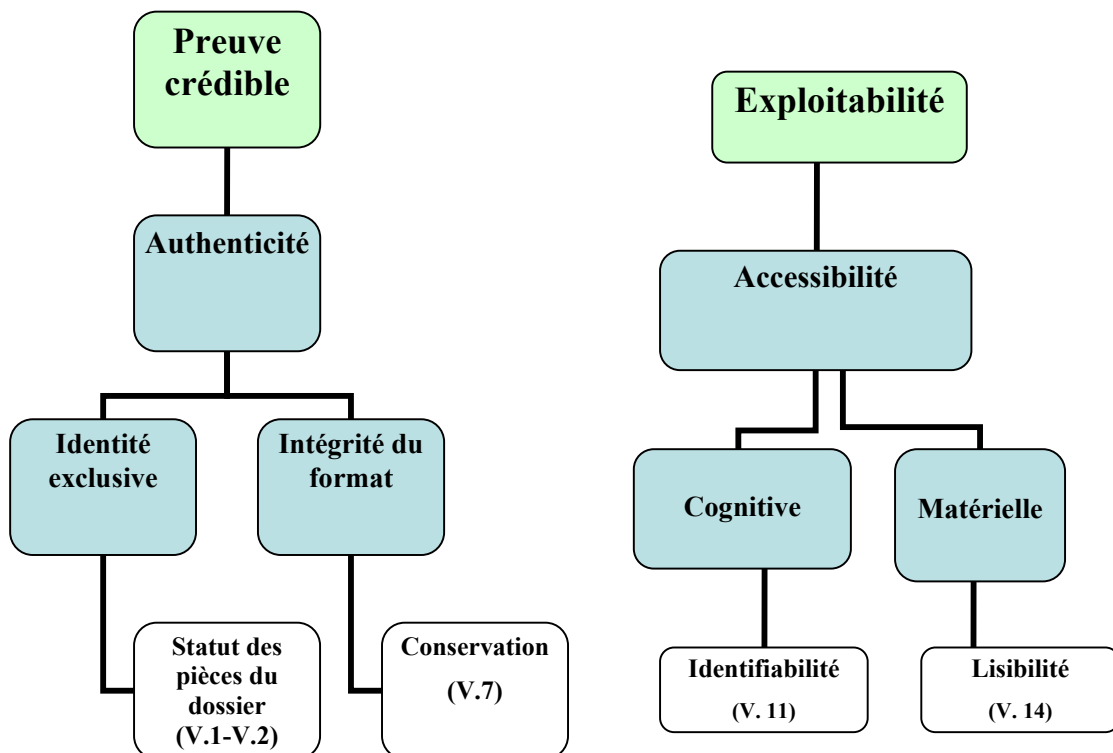 Preuve
crédible
Authenticité
Identité
exclusive
Intégrité du
format
Statut des
pièces du
dossier
(V.1-V.2)
Conservation
(V.7)
Exploitabilité
Accessibilité
Cognitive
Matérielle
Identifiabilité
(V. 11)
Lisibilité
(V. 14)